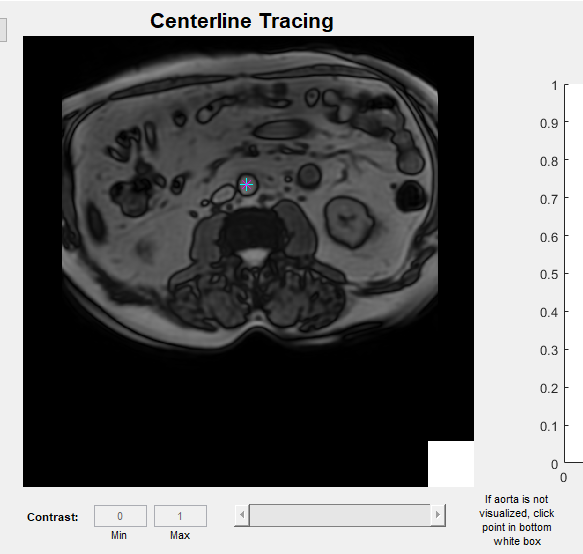 Centerline Tracing
1
0.9
0.8
0.7
0.6
0.5
0.4
0.3
0.2
0.1
0
0
Contrast:
0
1
Min
Max
If aorta is not
visualized, click
point in bottom
white box